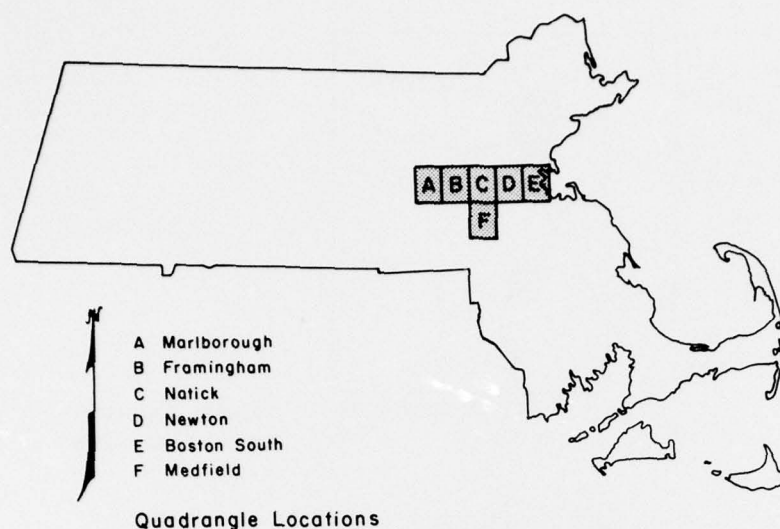 A B C D E
F
N
A Marlborough
B Framingham
C Natick
D Newton
E Boston South
F Medfield
Quadrangle Locations